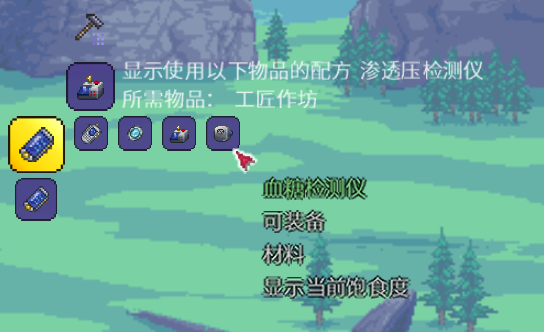 显示使用以下物品的配方 渗透压检测仪
所需物品： 工匠作坊
血糖检测仪
可装备
材料
显示当前饱食度